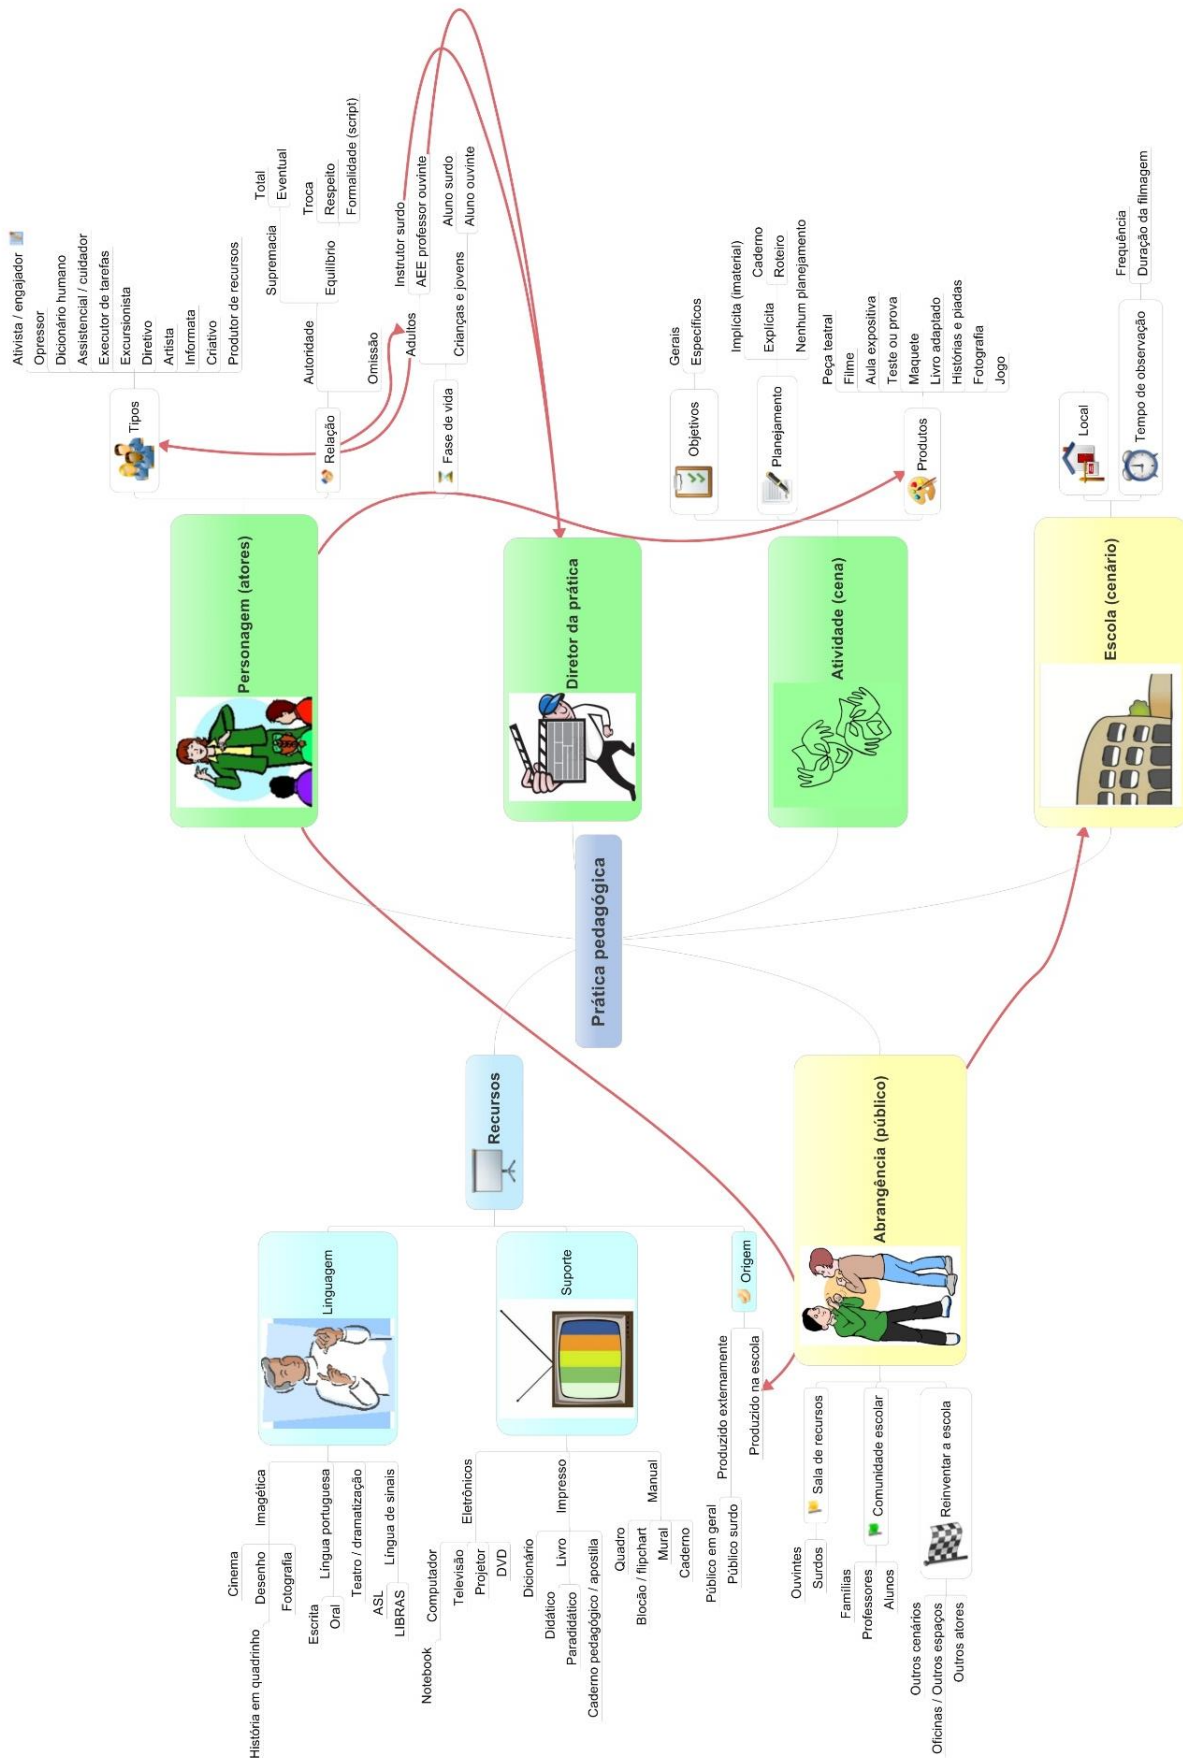 Prática pedagógica
Personagem (atores)
Tipos
Ativista / engajador
Opressor
Dicionário humano
Assistencial / cuidador
Executor de tarefas
Excursionista
Diretivo
Artista
Informata
Criativo
Produtor de recursos
Relação
Autoridade
Supremacia
Total
Eventual
Equilíbrio
Troca
Respeito
Formalidade (script)
Omissão
Fase de vida
Adultos
Instrutor surdo
AEE professor ouvinte
Crianças e jovens
Aluno surdo
Aluno ouvinte
Diretor da prática
Atividade (cena)
Objetivos
Gerais
Específicos
Planejamento
Implícita (imaterial)
Explícita
Caderno
Roteiro
Nenhum planejamento
Produtos
Peça teatral
Filme
Aula expositiva
Teste ou prova
Maquete
Livro adaptado
Histórias e piadas
Fotografia
Jogo
Escola (cenário)
Local
Tempo de observação
Frequência
Duração da filmagem
Recursos
Linguagem
Imagética
Cinema
Desenho
História em quadrinho
Fotografia
Língua portuguesa
Escrita
Oral
Teatro / dramatização
Língua de sinais
ASL
LIBRAS
Suporte
Eletrônicos
Computador
Notebook
Televisão
Projetor
DVD
Impresso
Dicionário
Livro
Didático
Paradidático
Caderno pedagógico / apostila
Manual
Quadro
Blocão / flipchart
Mural
Caderno
Origem
Produzido externamente
Público em geral
Público surdo
Produzido na escola
Abrangência (público)
Sala de recursos
Ouvintes
Surdos
Comunidade escolar
Famílias
Professores
Alunos
Reinventar a escola
Outros cenários
Oficinas / Outros espaços
Outros atores